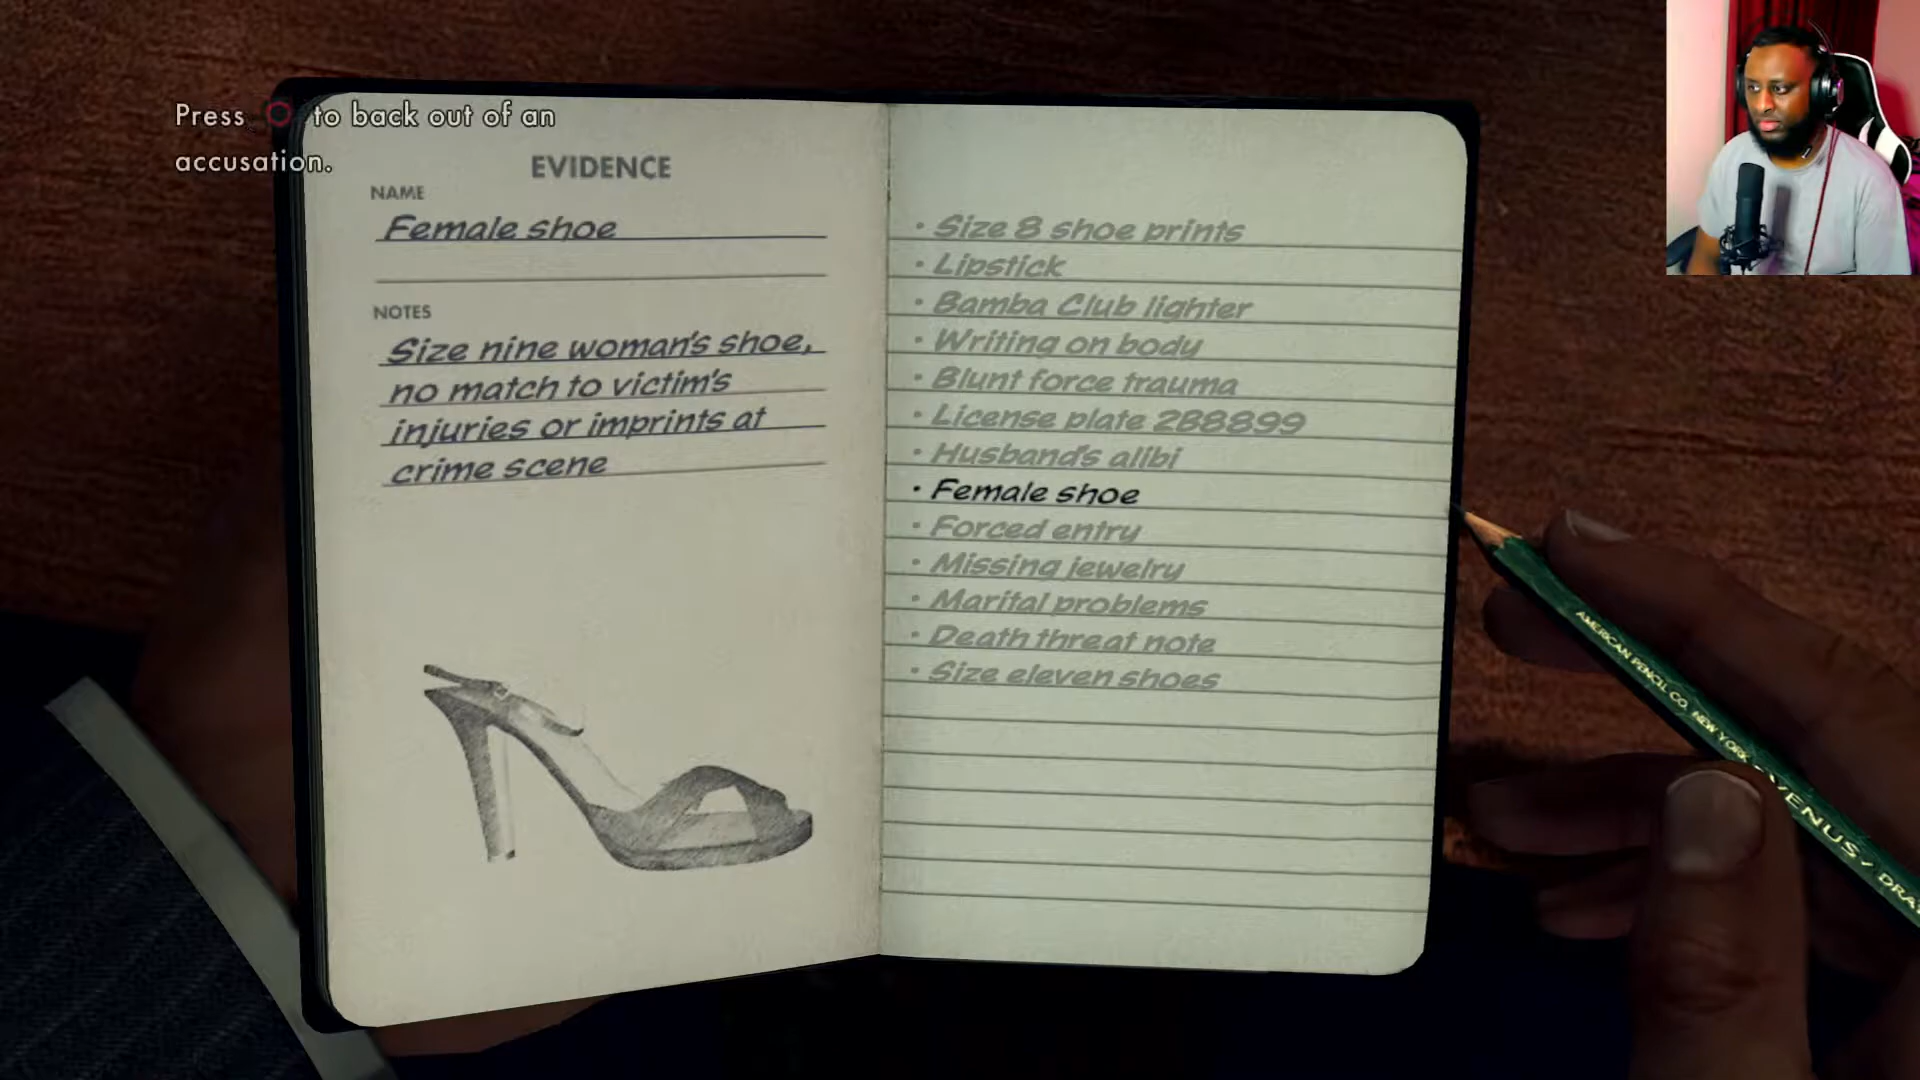 Press to back out of an
accusation.
EVIDENCE
NAME
Female shoe
NOTES
Size nine woman's shoe,
no match to victim's
injuries or imprints at
crime scene
• Size 8 shoe prints
• Lipstick
• Bamba Club lighter
• Writing on body
• Blunt force trauma
• License plate 2B8899
• Husband's alibi
• Female shoe
• Forced entry
• Missing jewelry
• Marital problems
• Death threat note
• Size eleven shoes
AMERICAN PENCIL CO. NEW YORK VENUS